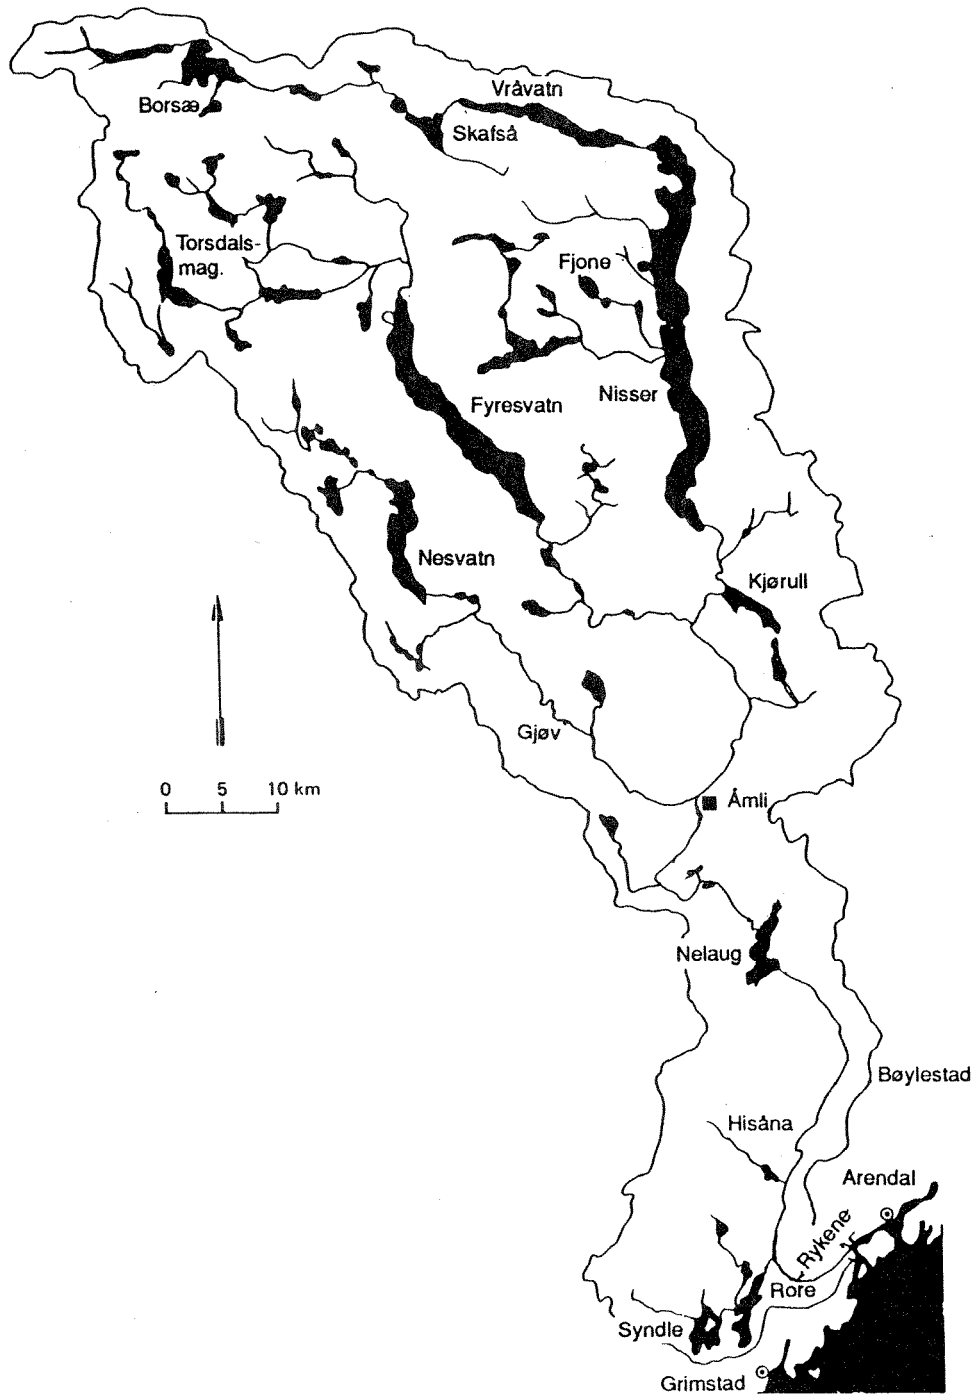 Vråvatn
Borsæ
Skafså
Torsdals-
mag.
Fjone
Nisser
Fyresvatn
Nesvatn
Kjørull
Gjøv
0 5 10 km
Åmli
Nelaug
Bøylestad
Hisåna
Arendal
Rykene
Rore
Syndle
Grimstad